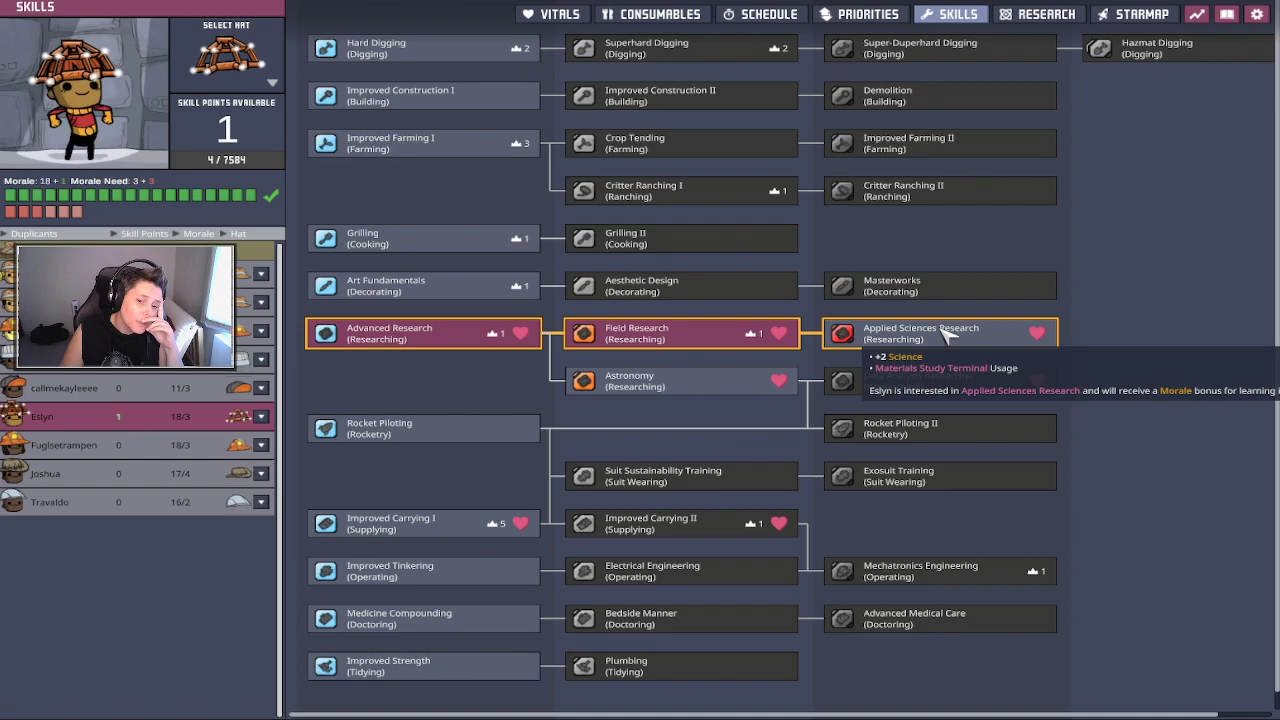 SKILLS
VITALS
CONSUMABLES
SCHEDULE
PRIORITIES
SKILLS
RESEARCH
STARMAP
SELECT HAT
SKILL POINTS AVAILABLE
1
4 / 7584
Morale: 18 + 1 Morale Need: 3 + 3
Duplicants
Skill Points
Morale
Hat
callmekayleeee 0 11/3
Eslyn 1 18/3
Fuglsetrampen 0 18/3
Joshua 0 17/4
Travaldo 0 16/2
Hard Digging
(Digging)
2
Superhard Digging
(Digging)
2
Super-Duperhard Digging
(Digging)
Hazmat Digging
(Digging)
Improved Construction I
(Building)
Improved Construction II
(Building)
Demolition
(Building)
Improved Farming I
(Farming)
3
Crop Tending
(Farming)
Improved Farming II
(Farming)
Critter Ranching I
(Ranching)
1
Critter Ranching II
(Ranching)
Grilling
(Cooking)
1
Grilling II
(Cooking)
Art Fundamentals
(Decorating)
1
Aesthetic Design
(Decorating)
Masterworks
(Decorating)
Advanced Research
(Researching)
1
Field Research
(Researching)
1
Applied Sciences Research
(Researching)
• +2 Science
• Materials Study Terminal Usage
Eslyn is interested in Applied Sciences Research and will receive a Morale bonus for learning
Astronomy
(Researching)
Rocket Piloting
(Rocketry)
Rocket Piloting II
(Rocketry)
Suit Sustainability Training
(Suit Wearing)
Exosuit Training
(Suit Wearing)
Improved Carrying I
(Supplying)
5
Improved Carrying II
(Supplying)
1
Improved Tinkering
(Operating)
Electrical Engineering
(Operating)
Mechatronics Engineering
(Operating)
1
Medicine Compounding
(Doctoring)
Bedside Manner
(Doctoring)
Advanced Medical Care
(Doctoring)
Improved Strength
(Tidying)
Plumbing
(Tidying)